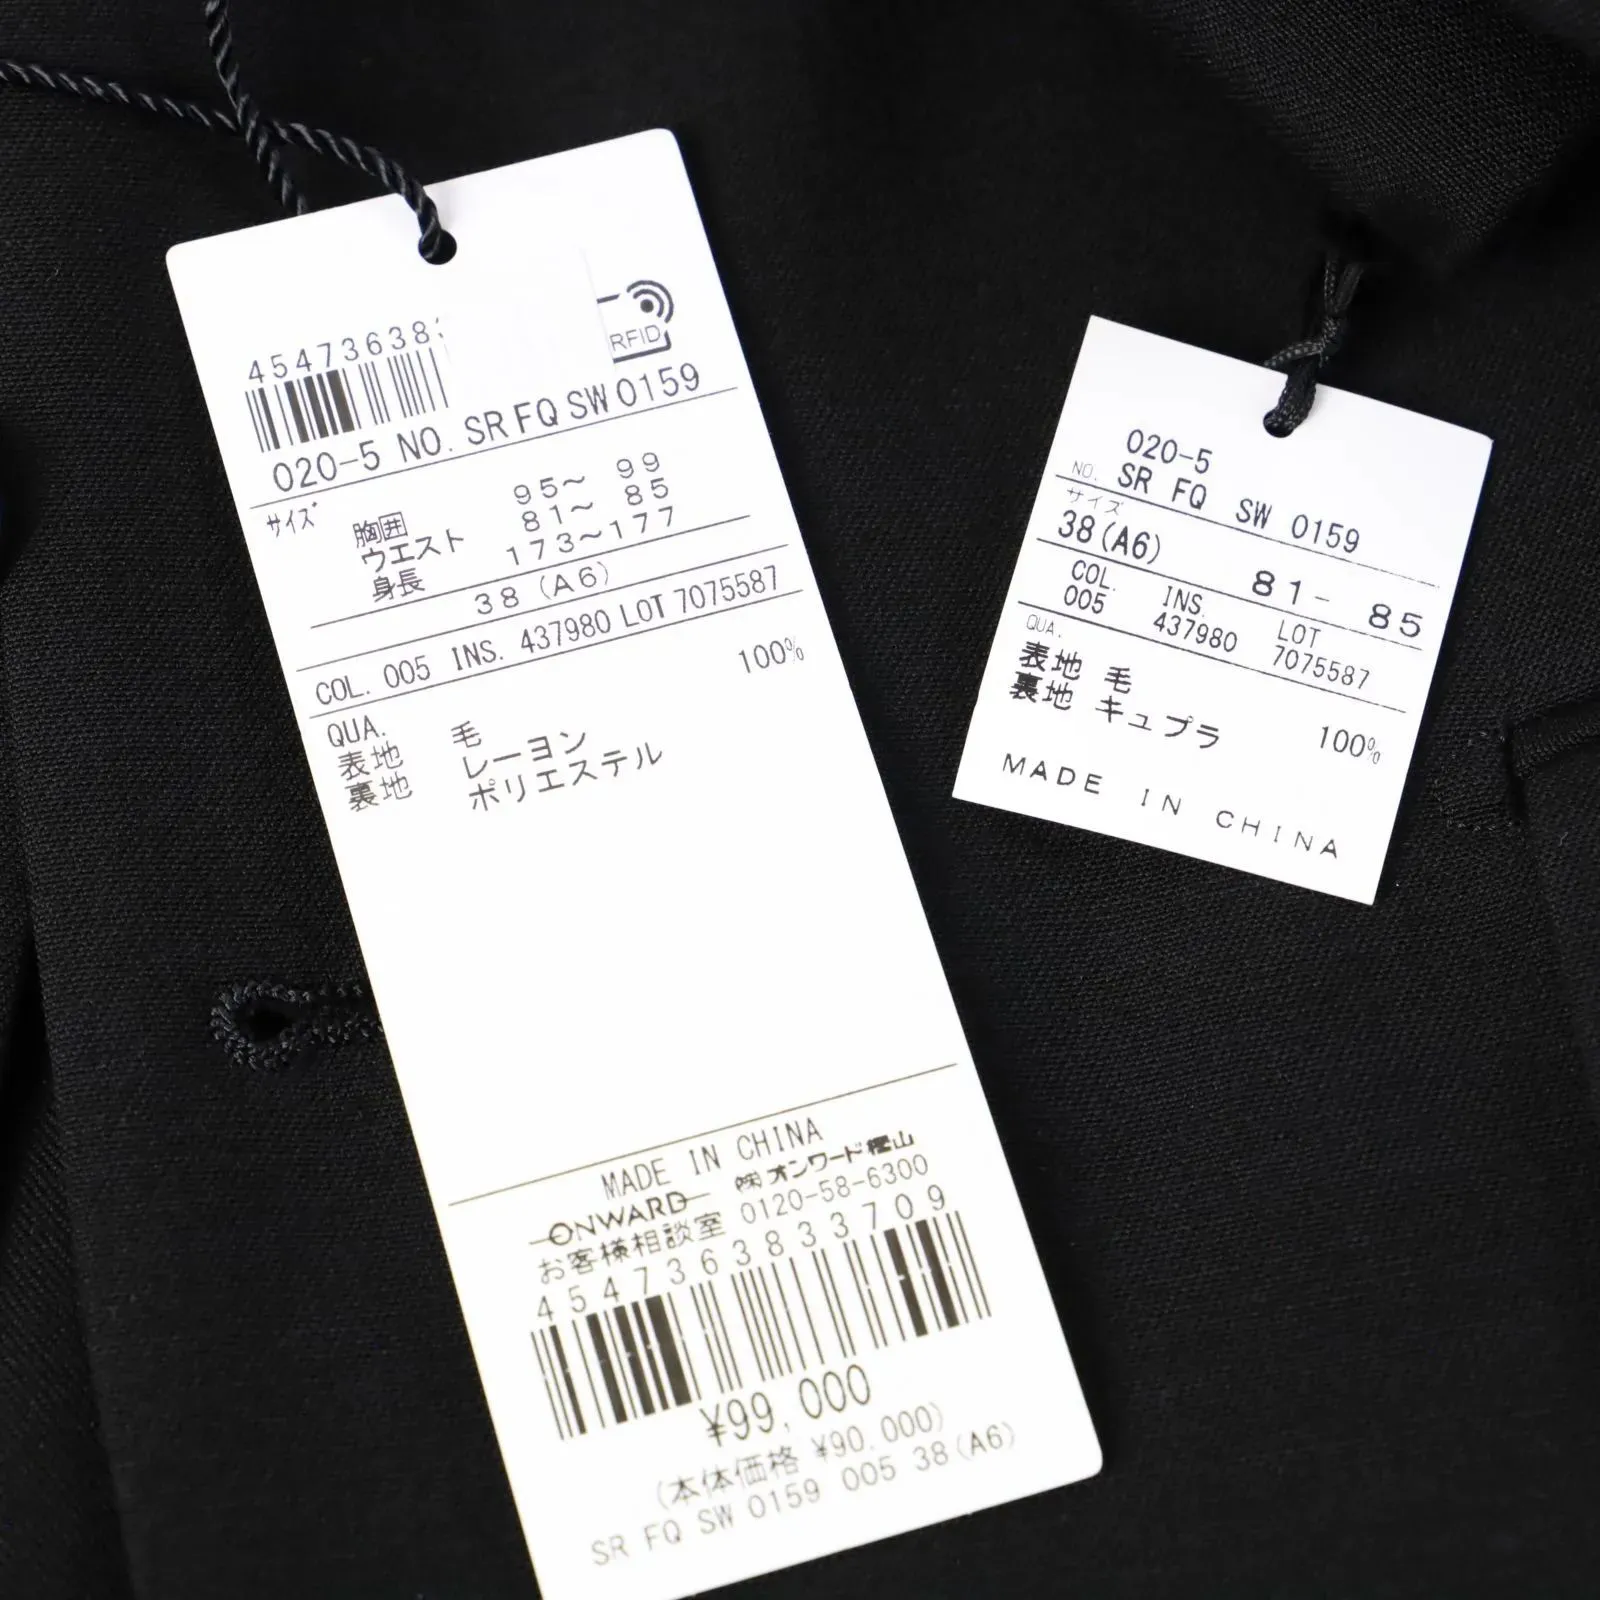 RFID
45473638
020-5 NO. SR FQ SW 0159
サイズ
胸囲 95～ 99
ウエスト 81～ 85
身長 173～177
38 (A6)
COL. 005 INS. 437980 LOT 7075587
QUA. 100%
表地 毛
裏地 レーヨン
ポリエステル
MADE IN CHINA
ONWARD ㈱オンワード樫山
お客様相談室 0120-58-6300
4547363833709
¥99,000
(本体価格 ¥90,000)
SR FQ SW 0159 005 38(A6)
020-5
NO. SR FQ SW 0159
サイズ
38(A6) 81- 85
COL. INS. LOT
005 437980 7075587
QUA.
表地 毛 100%
裏地 キュプラ
MADE IN CHINA